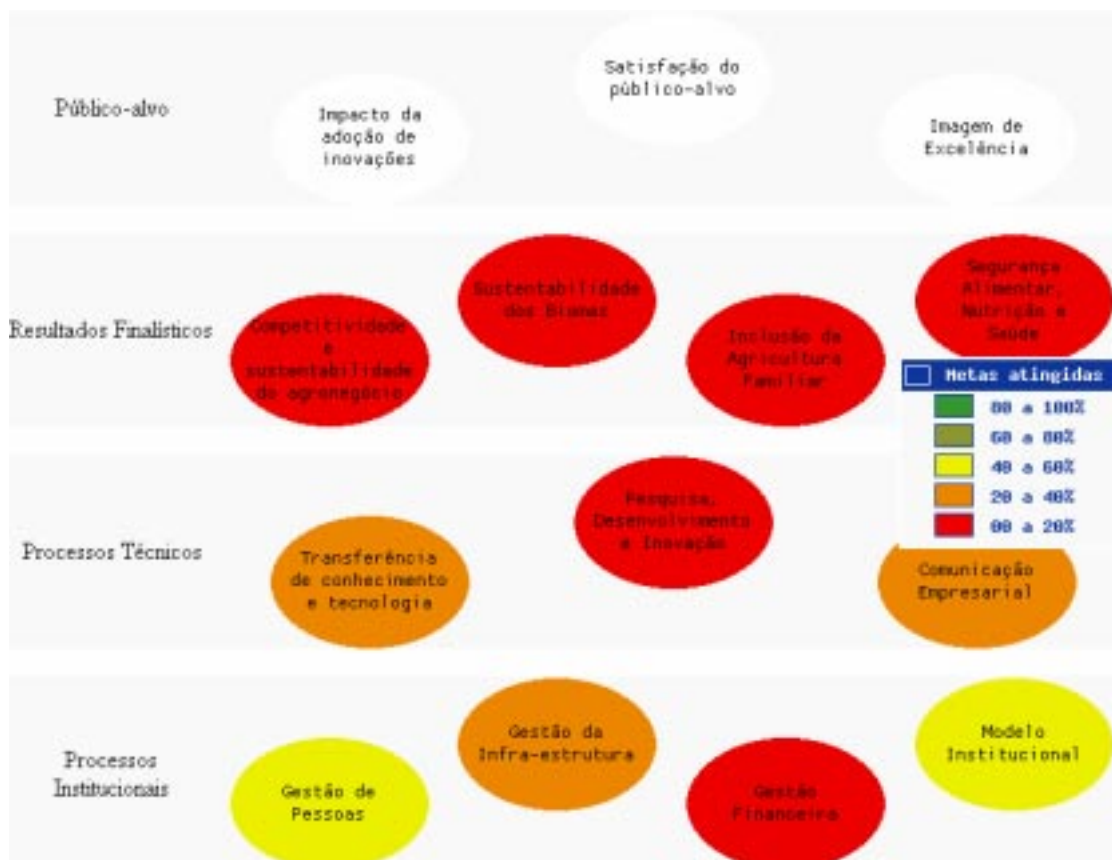 Público-alvo
Impacto da
adoção de
inovações
Satisfação do
público-alvo
Imagem de
Excelência
Resultados Finalísticos
Competitividade
e
sustentabilidade
do agronegócio
Sustentabilidade
dos Biomas
Inclusão da
Agricultura
Familiar
Segurança
Alimentar,
Nutrição e
Saúde
Metas atingidas
80 a 100%
60 a 80%
40 a 60%
20 a 40%
00 a 20%
Processos Técnicos
Transferência
de conhecimento
e tecnologia
Pesquisa,
Desenvolvimento
e Inovação
Comunicação
Empresarial
Processos
Institucionais
Gestão de
Pessoas
Gestão da
Infra-estrutura
Gestão
Financeira
Modelo
Institucional